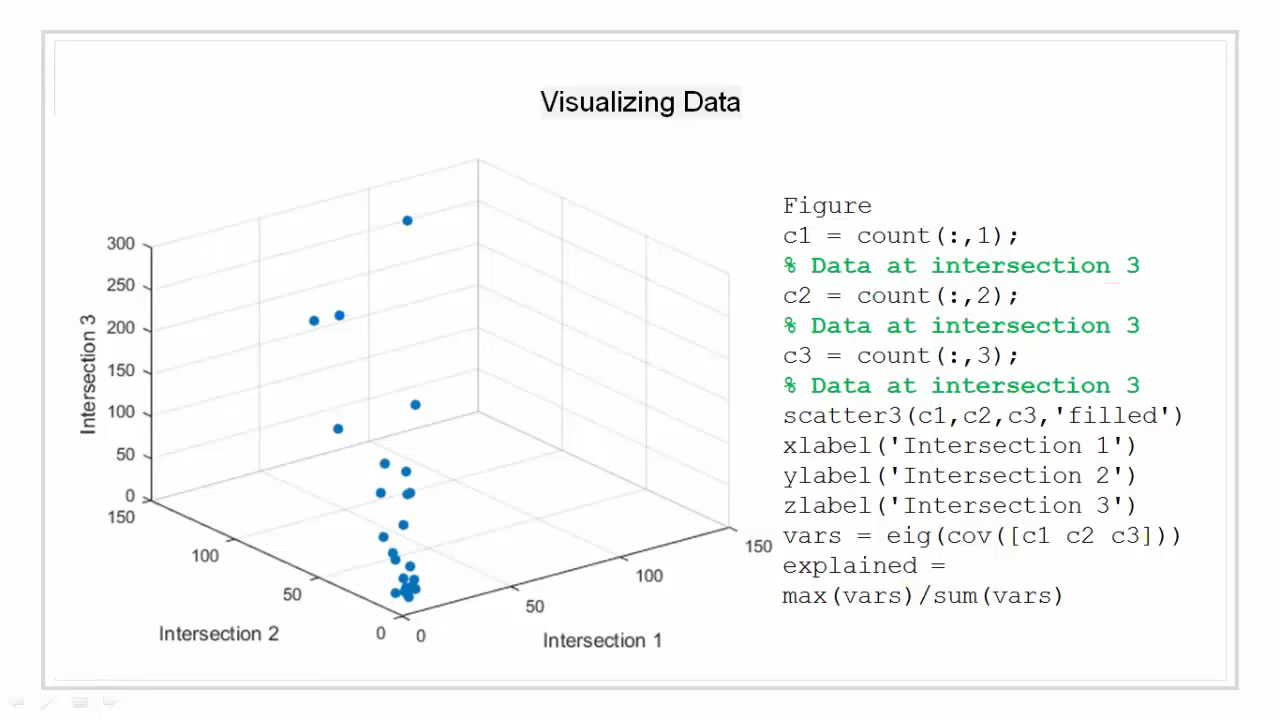 Visualizing Data
300
250
200
150
100
50
0
Intersection 3
150
100
50
0
Intersection 2
0
50
100
150
Intersection 1
Figure
c1 = count(:,1);
% Data at intersection 3
c2 = count(:,2);
% Data at intersection 3
c3 = count(:,3);
% Data at intersection 3
scatter3(c1,c2,c3,'filled')
xlabel('Intersection 1')
ylabel('Intersection 2')
zlabel('Intersection 3')
vars = eig(cov([c1 c2 c3]))
explained =
max(vars)/sum(vars)